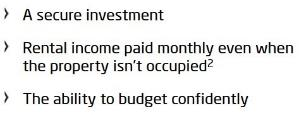 › A secure investment
› Rental income paid monthly even when
the property isn't occupied²
› The ability to budget confidently